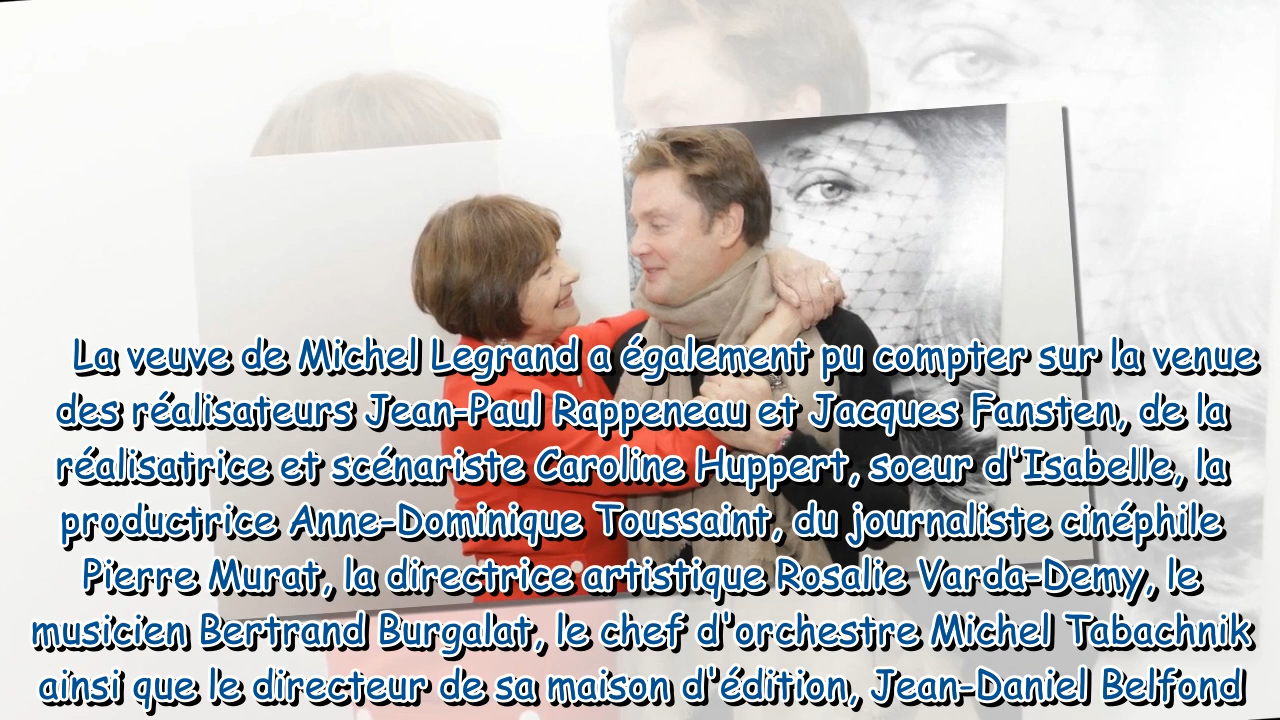 La veuve de Michel Legrand a également pu compter sur la venue
des réalisateurs Jean-Paul Rappeneau et Jacques Fansten, de la
réalisatrice et scénariste Caroline Huppert, soeur d'Isabelle, la
productrice Anne-Dominique Toussaint, du journaliste cinéphile
Pierre Murat, la directrice artistique Rosalie Varda-Demy, le
musicien Bertrand Burgalat, le chef d'orchestre Michel Tabachnik
ainsi que le directeur de sa maison d'édition, Jean-Daniel Belfond